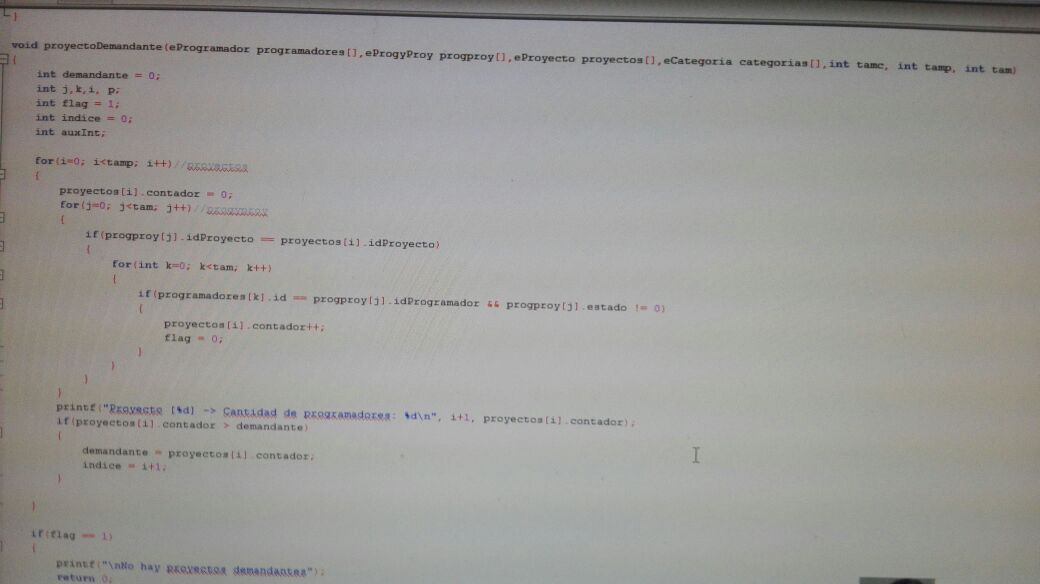 }
void proyectoDemandante(eProgramador programadores[],eProgyProy progproy[],eProyecto proyectos[],eCategoria categorias[],int tamc, int tamp, int tam)
{
int demandante = 0;
int j,k,i, p;
int flag = 1;
int indice = 0;
int auxInt;
for(i=0; i<tamp; i++)//proyectos
{
proyectos[i].contador = 0;
for(j=0; j<tam; j++)//progyproy
{
if(progproy[j].idProyecto == proyectos[i].idProyecto)
{
for(int k=0; k<tam; k++)
{
if(programadores[k].id == progproy[j].idProgramador && progproy[j].estado != 0)
{
proyectos[i].contador++;
flag = 0;
}
}
}
}
printf("Proyecto [%d] -> Cantidad de programadores: %d\n", i+1, proyectos[i].contador);
if(proyectos[i].contador > demandante)
{
demandante = proyectos[i].contador;
indice = i+1;
}
}
if(flag == 1)
{
printf("\nNo hay proyectos demandantes");
return 0;